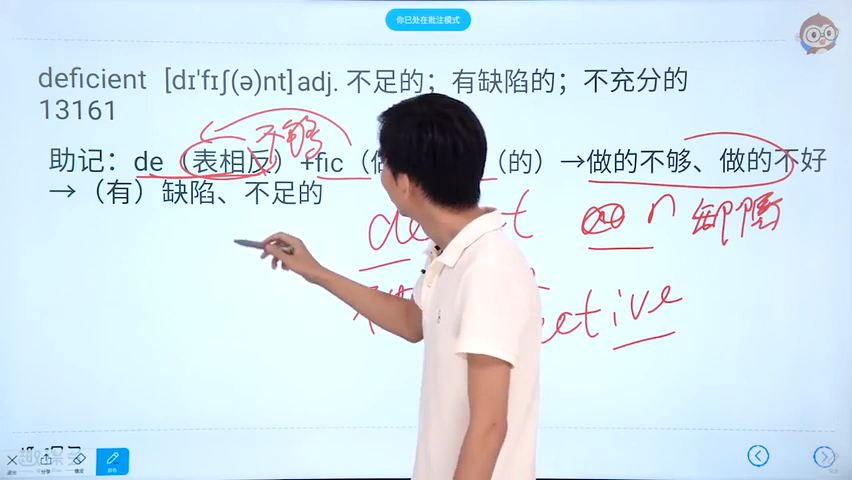 你已处在批注模式
deficient [dɪˈfɪʃ(ə)nt]adj. 不足的；有缺陷的；不充分的
13161
不够
助记：de（表相反）+fic（ （的）→做的不够、做的不好
→（有）缺陷、不足的
de t n 缺陷
ective